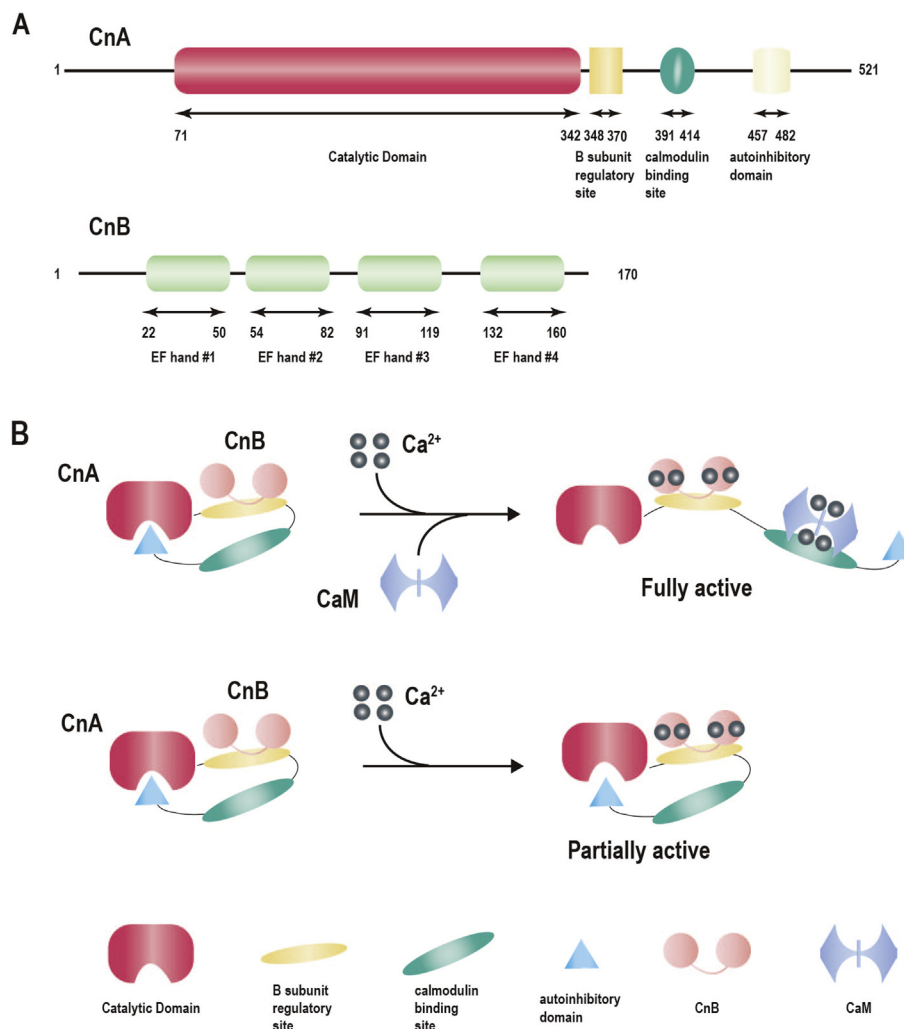 A
CnA
1
521
71
342 348 370
391 414
457 482
Catalytic Domain
B subunit
regulatory
site
calmodulin
binding
site
autoinhibitory
domain
CnB
1
170
22
50
54
82
91
119
132
160
EF hand #1
EF hand #2
EF hand #3
EF hand #4
B
CnA
CnB
Ca2+
CaM
Fully active
CnA
CnB
Ca2+
Partially active
Catalytic Domain
B subunit
regulatory
site
calmodulin
binding
site
autoinhibitory
domain
CnB
CaM